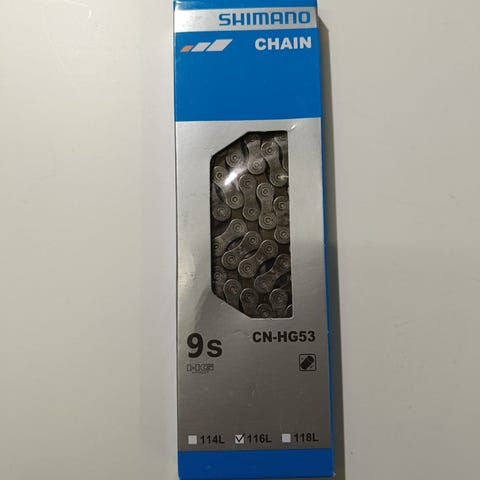 SHIMANO
CHAIN
9s
CN-HG53
HG
114L 116L 118L